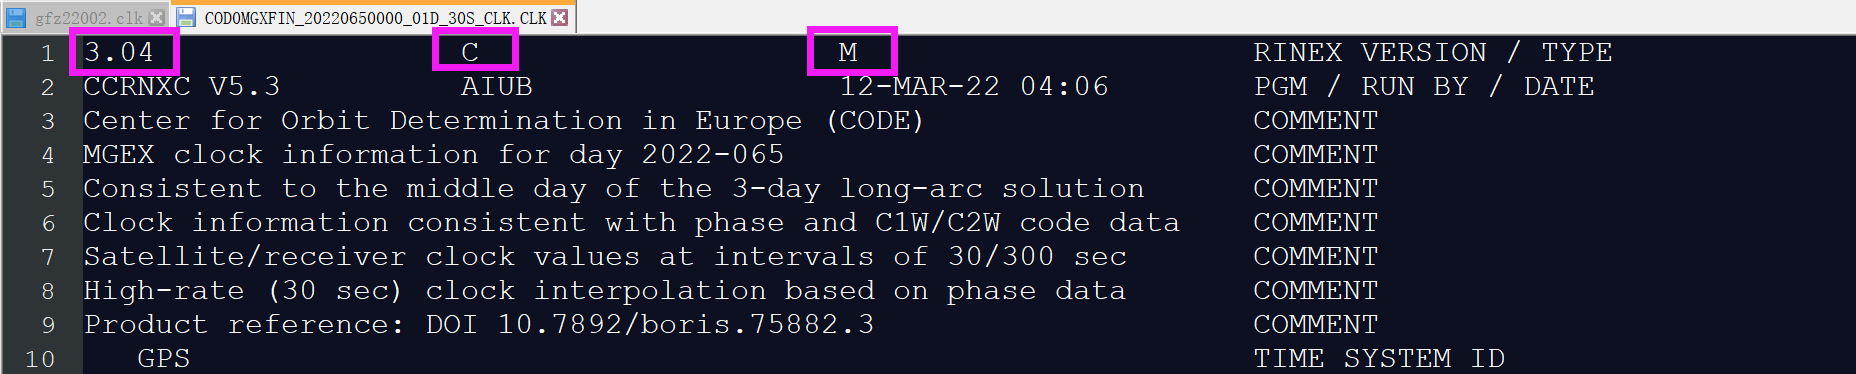 gfz22002.clk COD0MGXFIN_20220650000_01D_30S_CLK.CLK
1 3.04 C M RINEX VERSION / TYPE
2 CCRNXC V5.3 AIUB 12-MAR-22 04:06 PGM / RUN BY / DATE
3 Center for Orbit Determination in Europe (CODE) COMMENT
4 MGEX clock information for day 2022-065 COMMENT
5 Consistent to the middle day of the 3-day long-arc solution COMMENT
6 Clock information consistent with phase and C1W/C2W code data COMMENT
7 Satellite/receiver clock values at intervals of 30/300 sec COMMENT
8 High-rate (30 sec) clock interpolation based on phase data COMMENT
9 Product reference: DOI 10.7892/boris.75882.3 COMMENT
10 GPS TIME SYSTEM ID